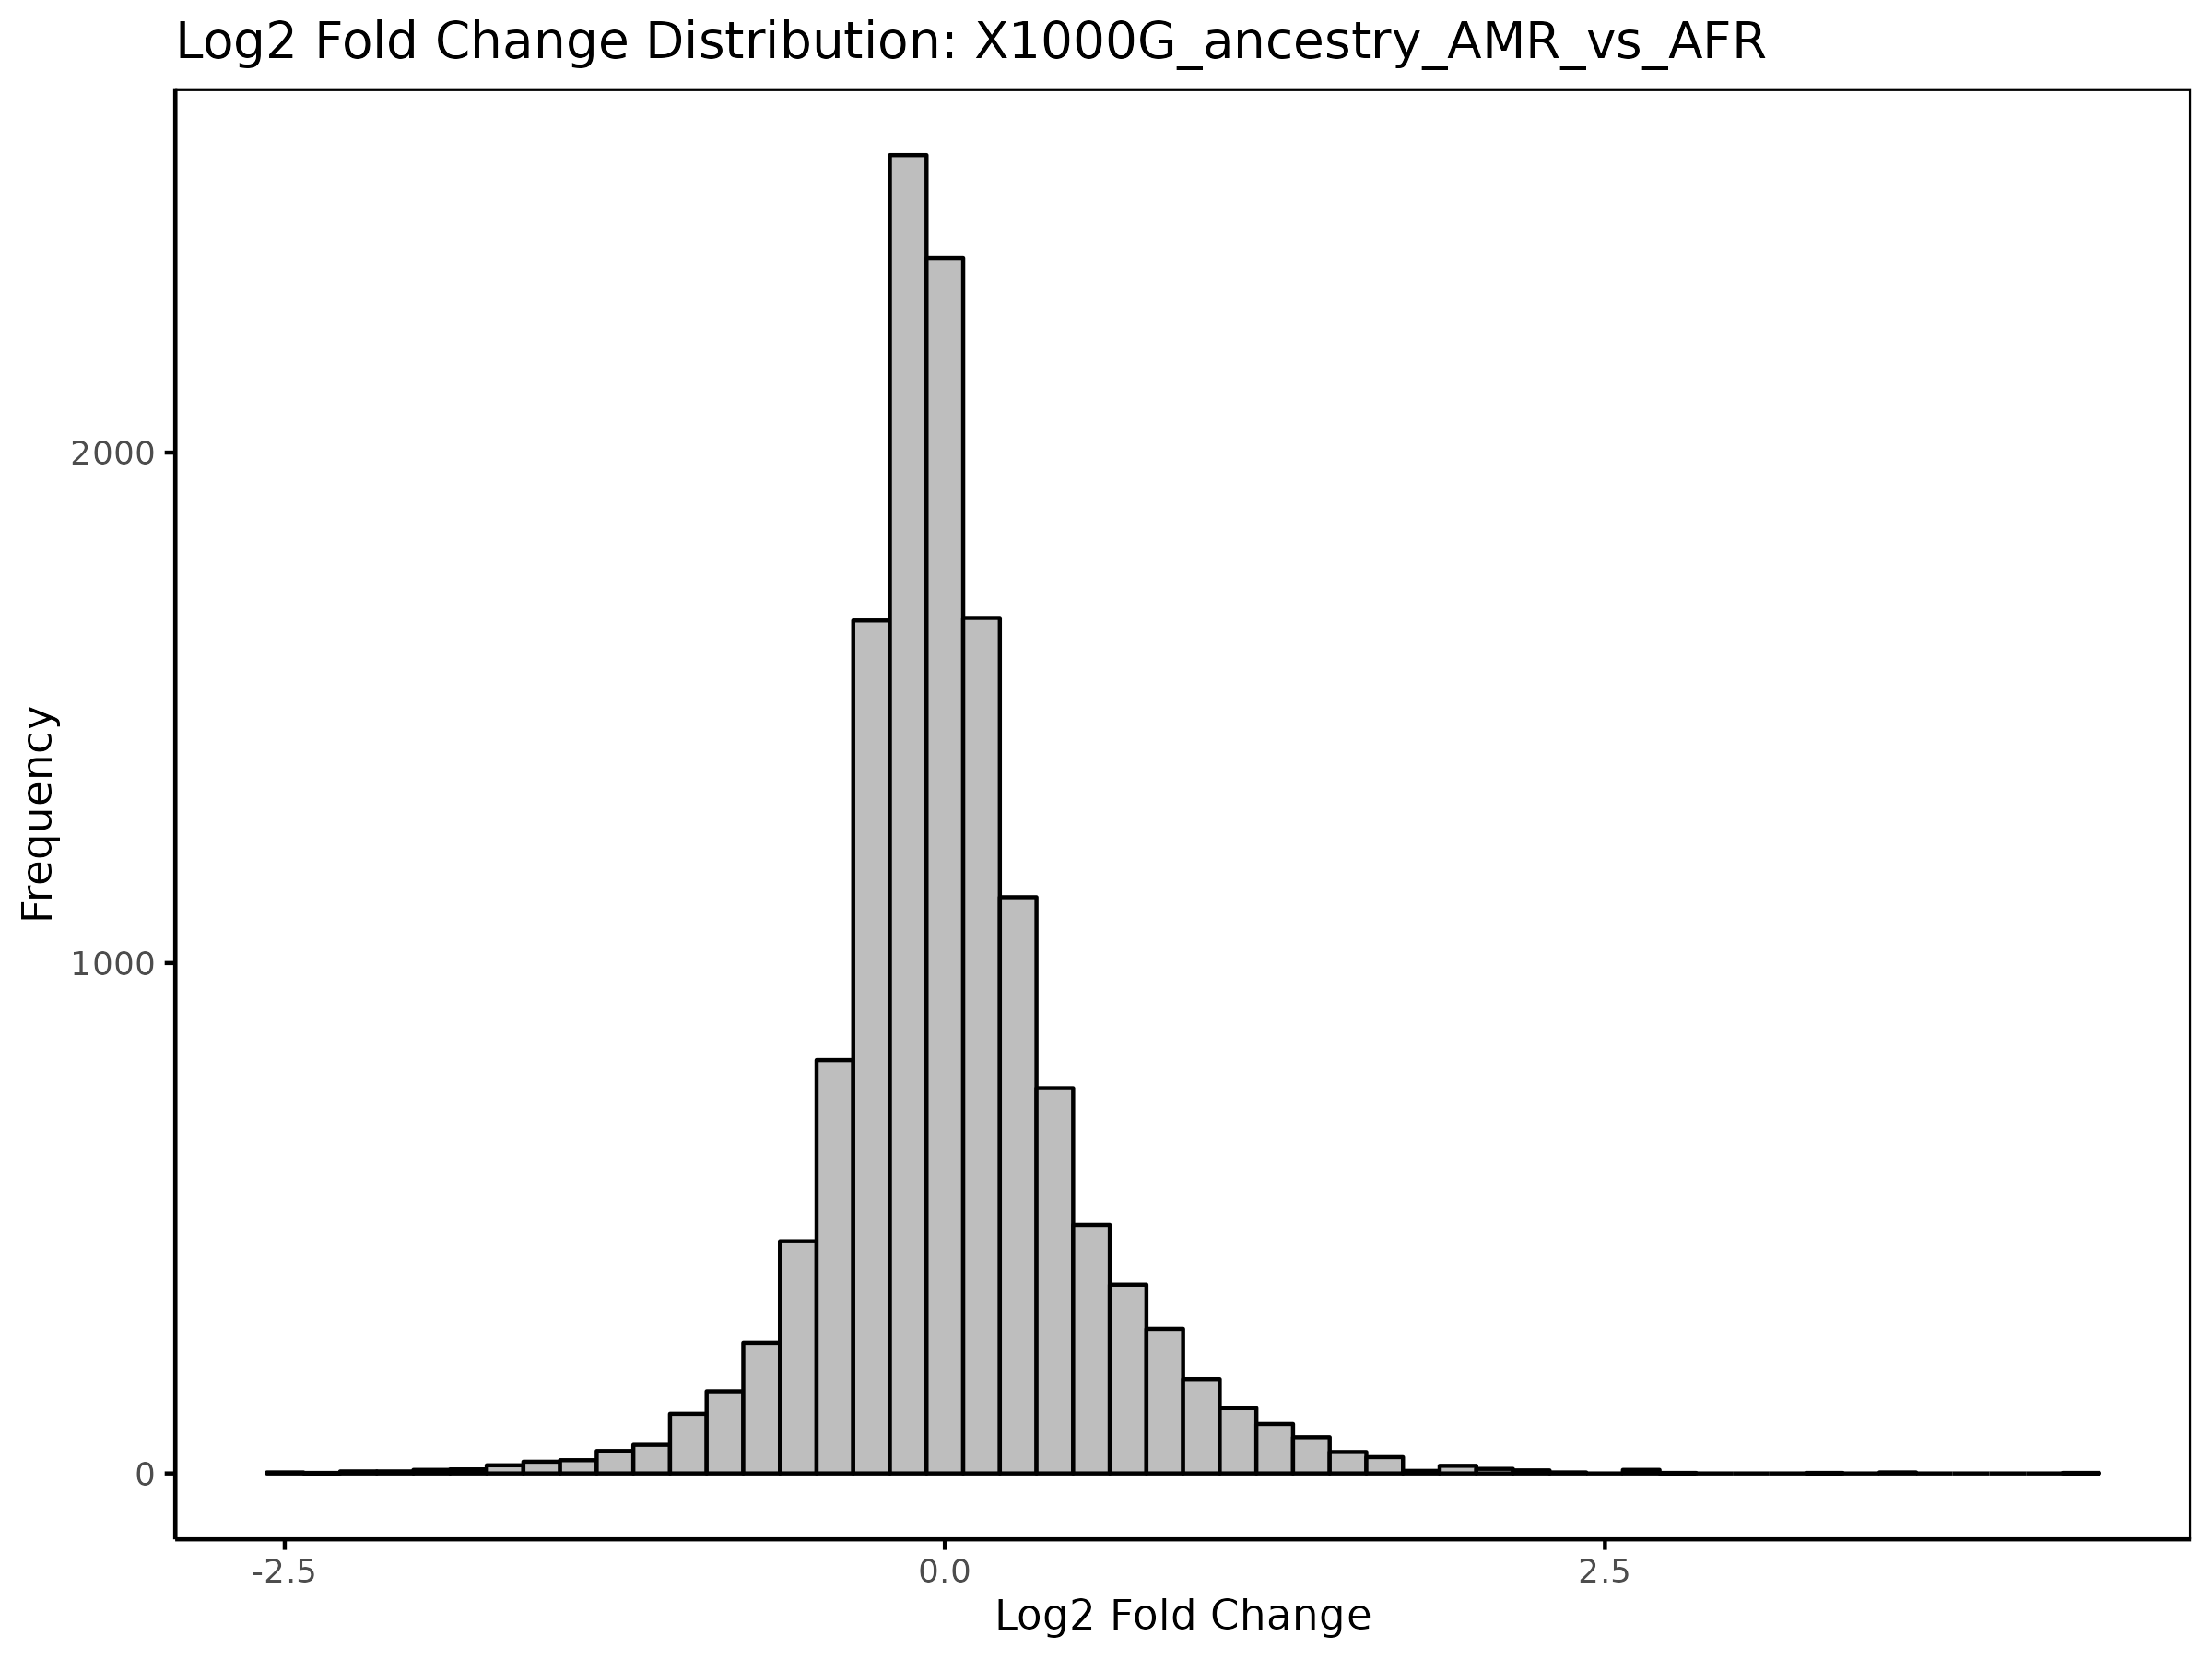 Log2 Fold Change Distribution: X1000G_ancestry_AMR_vs_AFR
Frequency
2000
1000
0
-2.5 0.0 2.5
Log2 Fold Change